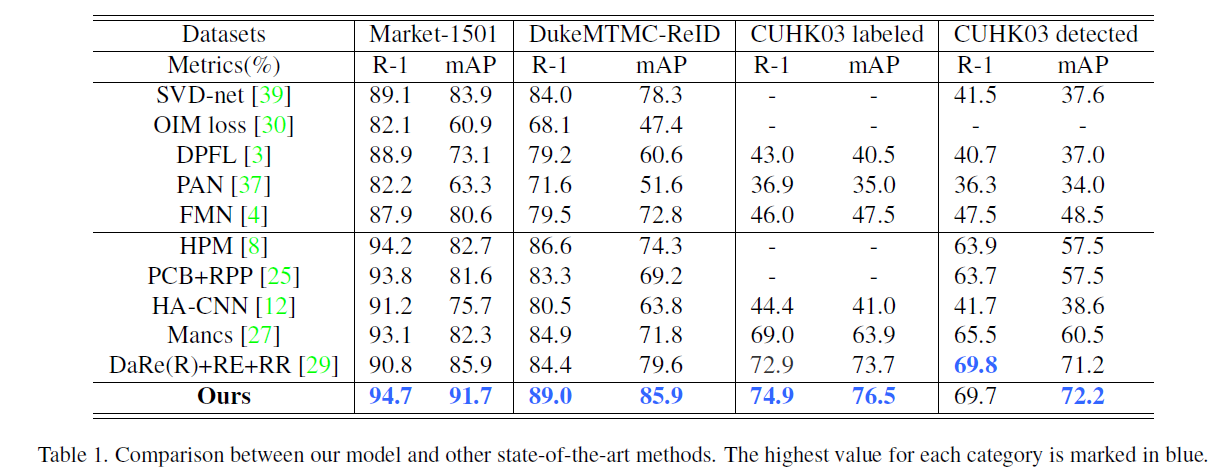 Datasets Market-1501 DukeMTMC-ReID CUHK03 labeled CUHK03 detected
Metrics(%) R-1 mAP R-1 mAP R-1 mAP R-1 mAP
SVD-net [39] 89.1 83.9 84.0 78.3 - - 41.5 37.6
OIM loss [30] 82.1 60.9 68.1 47.4 - - - -
DPFL [3] 88.9 73.1 79.2 60.6 43.0 40.5 40.7 37.0
PAN [37] 82.2 63.3 71.6 51.6 36.9 35.0 36.3 34.0
FMN [4] 87.9 80.6 79.5 72.8 46.0 47.5 47.5 48.5
HPM [8] 94.2 82.7 86.6 74.3 - - 63.9 57.5
PCB+RPP [25] 93.8 81.6 83.3 69.2 - - 63.7 57.5
HA-CNN [12] 91.2 75.7 80.5 63.8 44.4 41.0 41.7 38.6
Mancs [27] 93.1 82.3 84.9 71.8 69.0 63.9 65.5 60.5
DaRe(R)+RE+RR [29] 90.8 85.9 84.4 79.6 72.9 73.7 69.8 71.2
Ours 94.7 91.7 89.0 85.9 74.9 76.5 69.7 72.2
Table 1. Comparison between our model and other state-of-the-art methods. The highest value for each category is marked in blue.